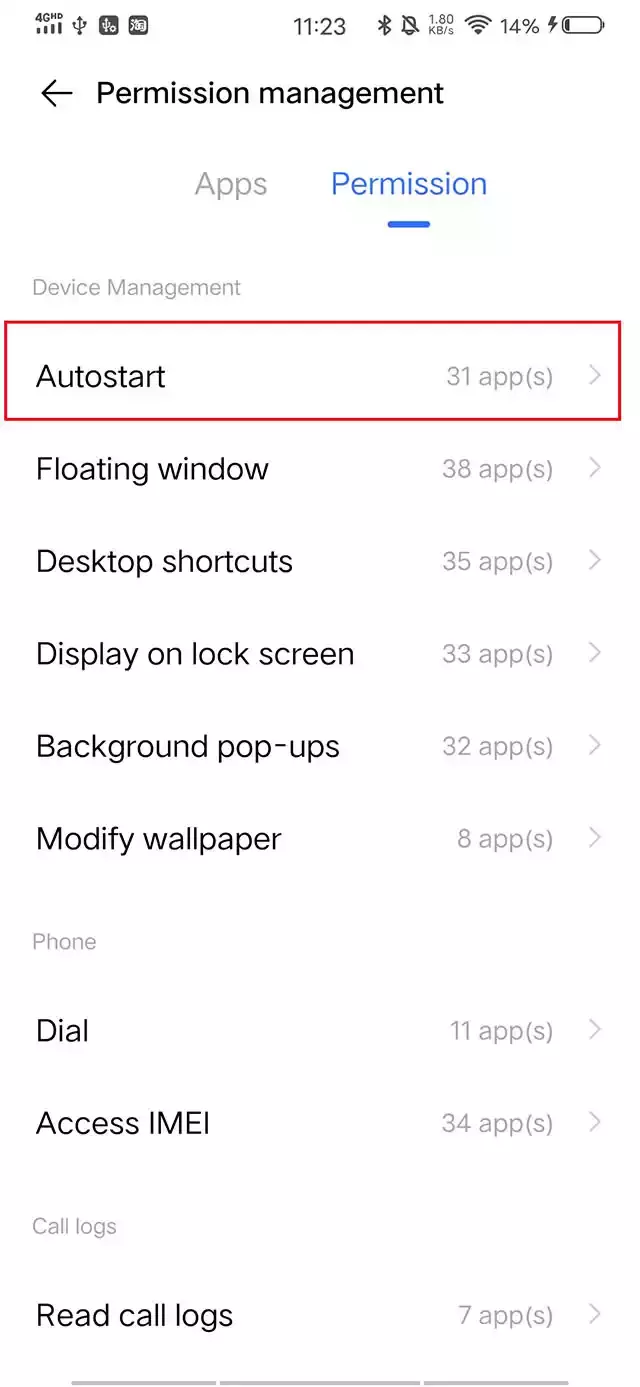 4GHD 淘 11:23 1.80 KB/s 14%
Permission management
Apps Permission
Device Management
Autostart 31 app(s)
Floating window 38 app(s)
Desktop shortcuts 35 app(s)
Display on lock screen 33 app(s)
Background pop-ups 32 app(s)
Modify wallpaper 8 app(s)
Phone
Dial 11 app(s)
Access IMEI 34 app(s)
Call logs
Read call logs 7 app(s)